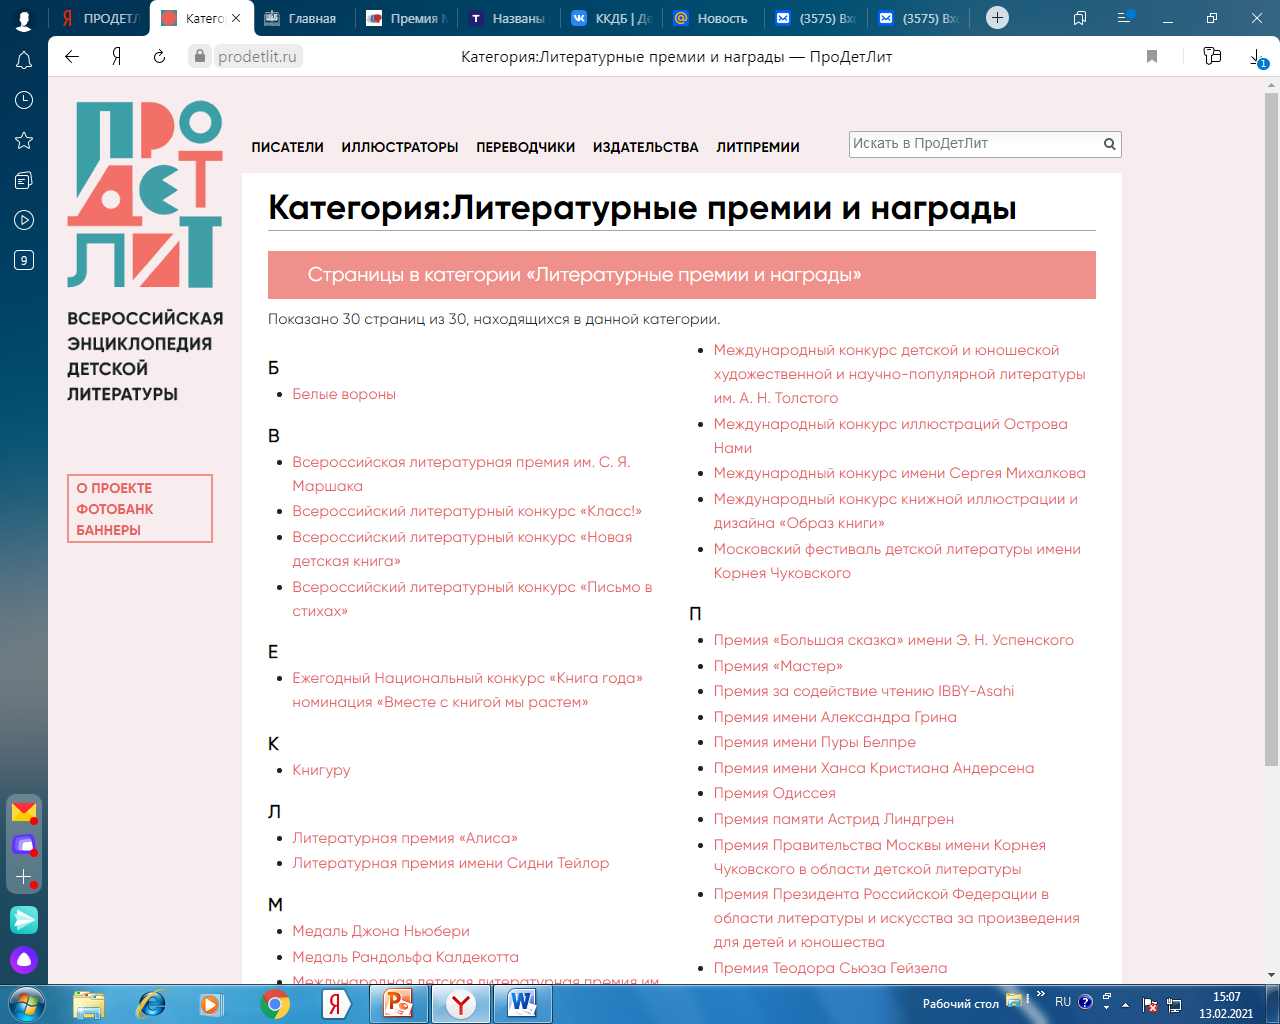 ПРОДЕТЛ
Катего
Главная
Премия М
Названы
ККДБ | Де
Новость
(3575) Вхо
(3575) Вхо
Я
prodetlit.ru
Категория:Литературные премии и награды — ПроДетЛит
1
9
ПРО
ДЕТ
ЛИТ
ВСЕРОССИЙСКАЯ
ЭНЦИКЛОПЕДИЯ
ДЕТСКОЙ
ЛИТЕРАТУРЫ
О ПРОЕКТЕ
ФОТОБАНК
БАННЕРЫ
ПИСАТЕЛИ ИЛЛЮСТРАТОРЫ ПЕРЕВОДЧИКИ ИЗДАТЕЛЬСТВА ЛИТПРЕМИИ
Искать в ПроДетЛит
Категория:Литературные премии и награды
Страницы в категории «Литературные премии и награды»
Показано 30 страниц из 30, находящихся в данной категории.
Б
Белые вороны
В
Всероссийская литературная премия им. С. Я.
Маршака
Всероссийский литературный конкурс «Класс!»
Всероссийский литературный конкурс «Новая
детская книга»
Всероссийский литературный конкурс «Письмо в
стихах»
Е
Ежегодный Национальный конкурс «Книга года»
номинация «Вместе с книгой мы растем»
К
Книгуру
Л
Литературная премия «Алиса»
Литературная премия имени Сидни Тейлор
М
Медаль Джона Ньюбери
Медаль Рандольфа Калдекотта
Международная детская литературная премия им
Международный конкурс детской и юношеской
художественной и научно-популярной литературы
им. А. Н. Толстого
Международный конкурс иллюстраций Острова
Нами
Международный конкурс имени Сергея Михалкова
Международный конкурс книжной иллюстрации и
дизайна «Образ книги»
Московский фестиваль детской литературы имени
Корнея Чуковского
П
Премия «Большая сказка» имени Э. Н. Успенского
Премия «Мастер»
Премия за содействие чтению IBBY-Asahi
Премия имени Александра Грина
Премия имени Пуры Белпре
Премия имени Ханса Кристиана Андерсена
Премия Одиссея
Премия памяти Астрид Линдгрен
Премия Правительства Москвы имени Корнея
Чуковского в области детской литературы
Премия Президента Российской Федерации в
области литературы и искусства за произведения
для детей и юношества
Премия Теодора Сьюза Гейзела
Рабочий стол
RU
15:07
13.02.2021